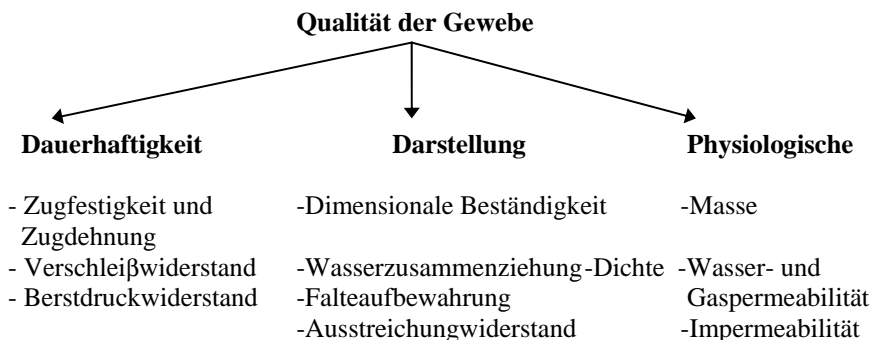 Qualität der Gewebe
Dauerhaftigkeit
- Zugfestigkeit und
Zugdehnung
- Verschleiβwiderstand
- Berstdruckwiderstand
Darstellung
-Dimensionale Beständigkeit
-Wasserzusammenziehung-Dichte
-Falteaufbewahrung
-Ausstreichungwiderstand
Physiologische
-Masse
-Wasser- und
Gaspermeabilität
-Impermeabilität